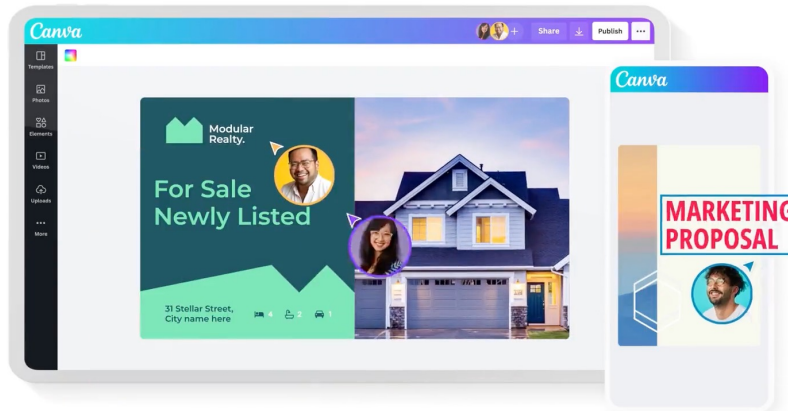 Canva
Share
Publish
Templates
Photos
Elements
Videos
Uploads
More
Modular
Realty.
For Sale
Newly Listed
31 Stellar Street,
City name here
4 2 1
Canva
MARKETING
PROPOSAL